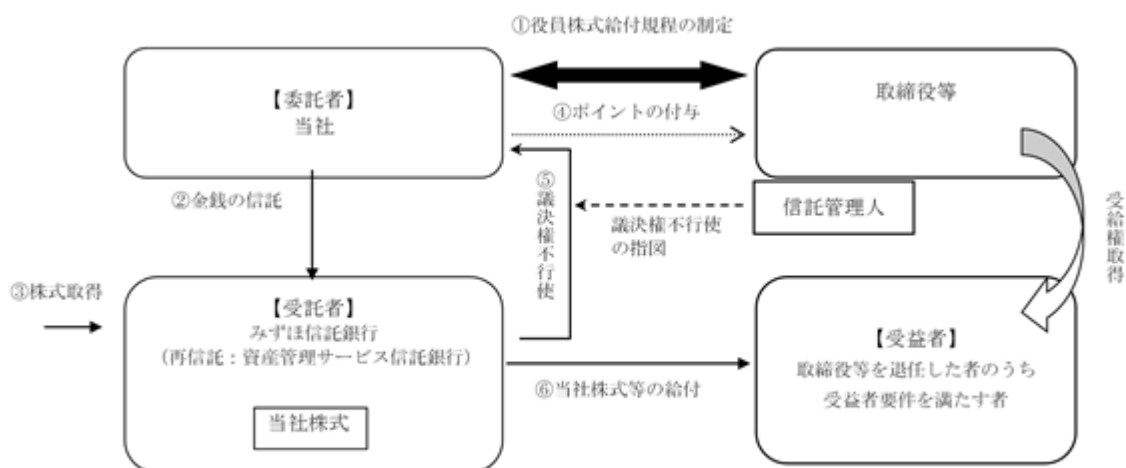 ①役員株式給付規程の制定
【委託者】
当社
取締役等
④ポイントの付与
②金銭の信託
⑤議決権不行使
議決権不行使
の指図
信託管理人
受給権取得
③株式取得
【受託者】
みずほ信託銀行
(再信託：資産管理サービス信託銀行)
当社株式
⑥当社株式等の給付
【受益者】
取締役等を退任した者のうち
受益者要件を満たす者